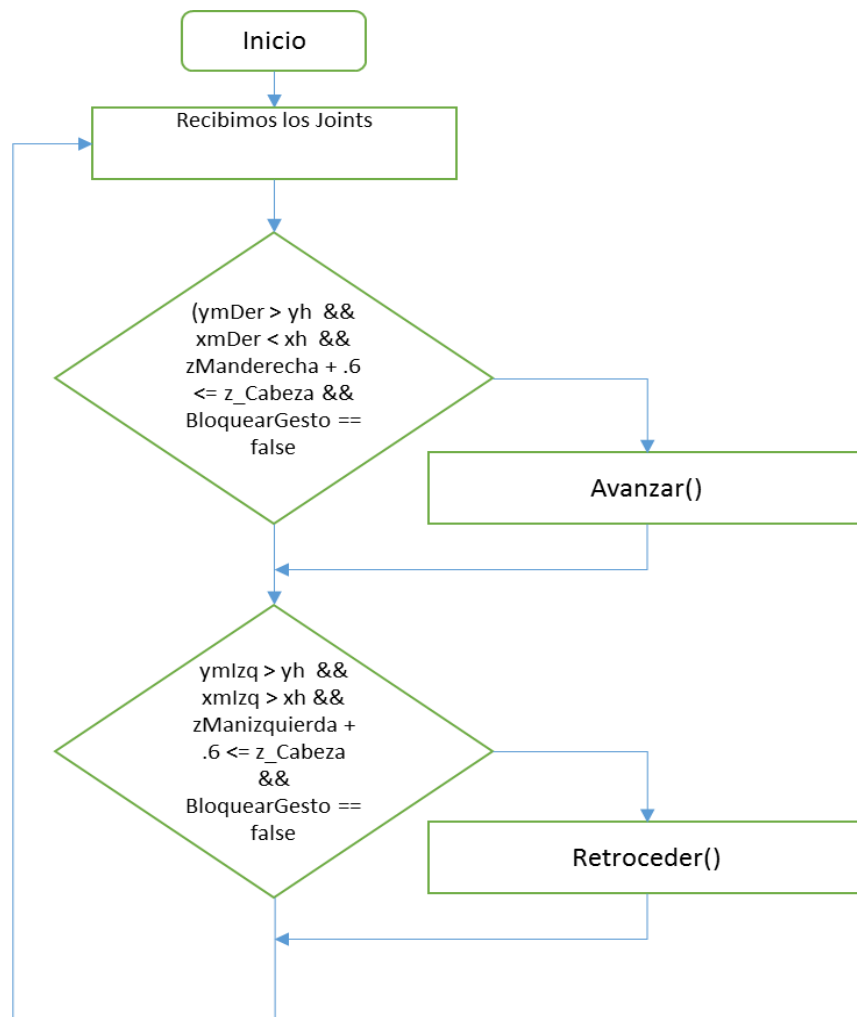 Inicio
Recibimos los Joints
(ymDer > yh &&
xmDer < xh &&
zManderecha + .6
<= z_Cabeza &&
BloquearGesto ==
false
Avanzar()
ymIzq > yh &&
xmIzq > xh &&
zManizquierda +
.6 <= z_Cabeza
&&
BloquearGesto ==
false
Retroceder()